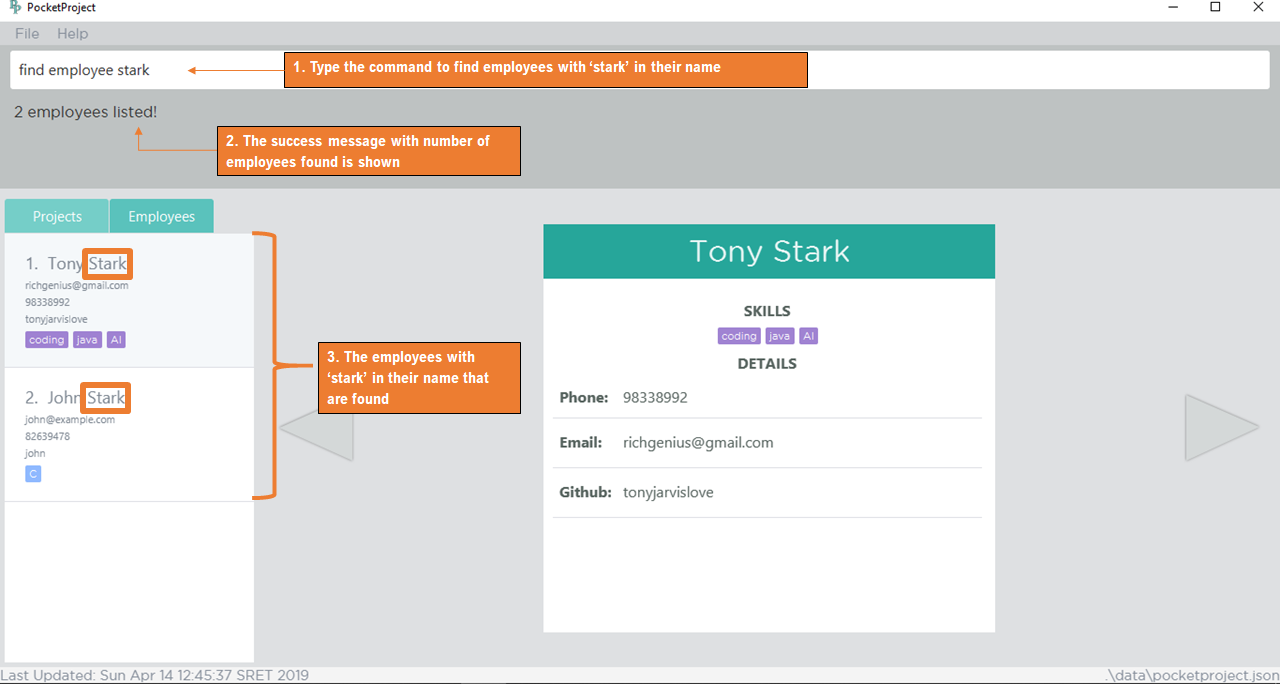 PocketProject
File Help
find employee stark
1. Type the command to find employees with ‘stark’ in their name
2 employees listed!
2. The success message with number of
employees found is shown
Projects Employees
1. Tony Stark
richgenius@gmail.com
98338992
tonyjarvislove
coding java AI
2. John Stark
john@example.com
82639478
john
C
3. The employees with
‘stark’ in their name that
are found
Tony Stark
SKILLS
coding java AI
DETAILS
Phone: 98338992
Email: richgenius@gmail.com
Github: tonyjarvislove
Last Updated: Sun Apr 14 12:45:37 SRET 2019
.\data\pocketproject.json